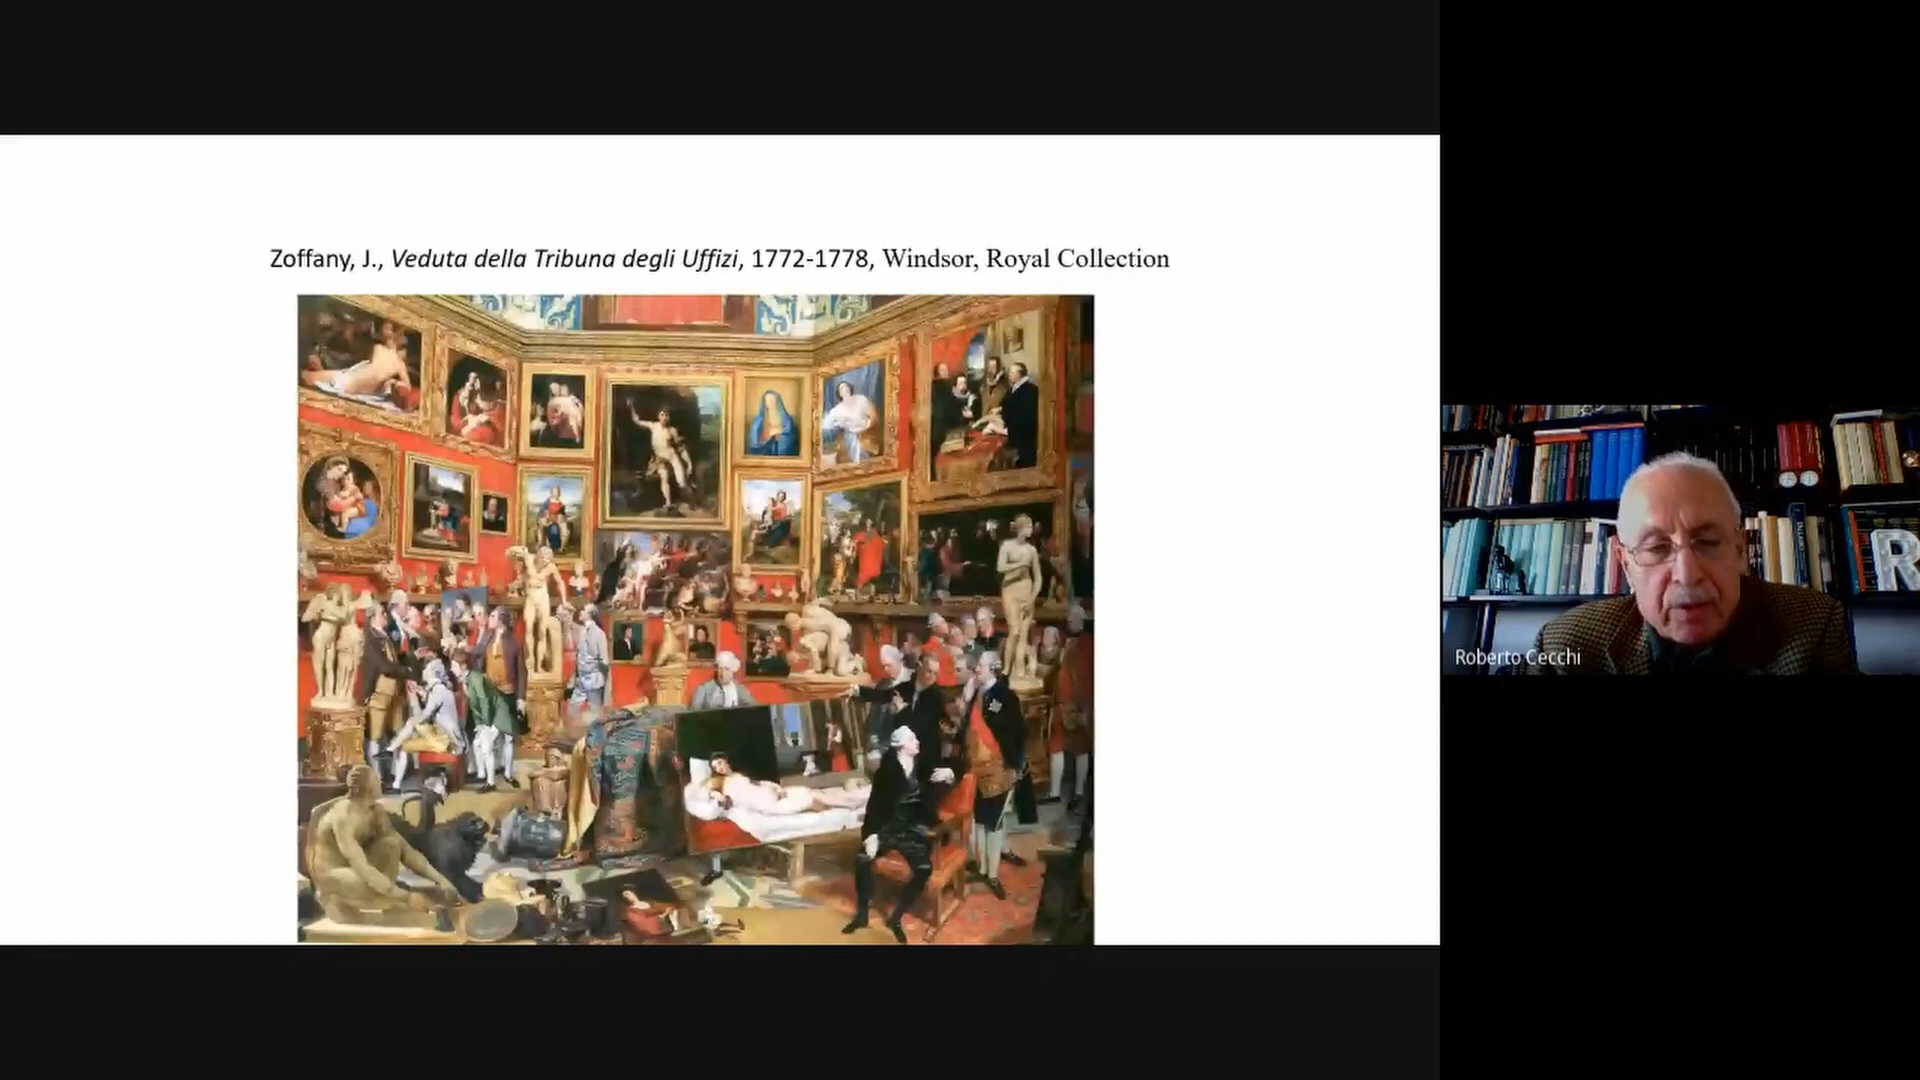 Zoffany, J., Veduta della Tribuna degli Uffizi, 1772-1778, Windsor, Royal Collection
Roberto Cecchi
R